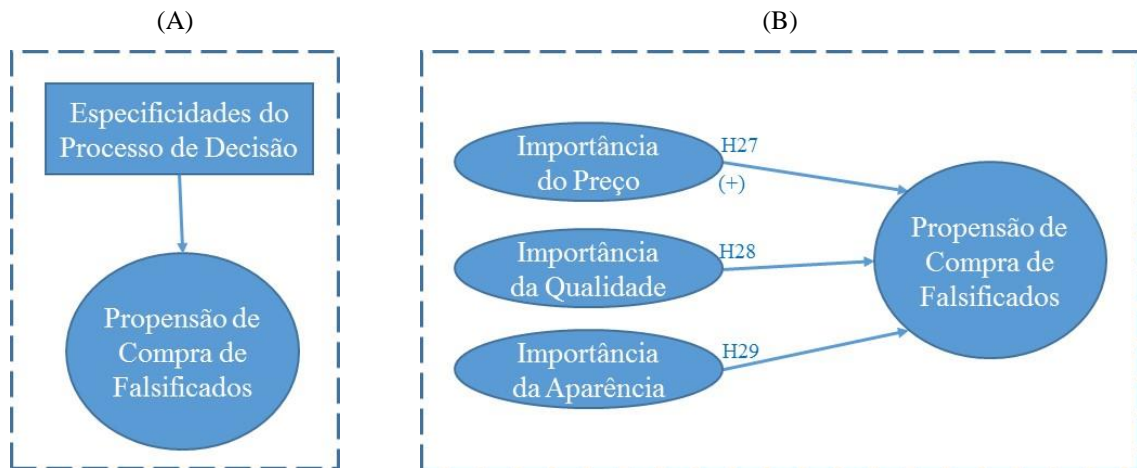 (A)
(B)
Especificidades do
Processo de Decisão
Propensão de
Compra de
Falsificados
Importância
do Preço
H27
(+)
Importância
da Qualidade
H28
Importância
da Aparência
H29
Propensão de
Compra de
Falsificados